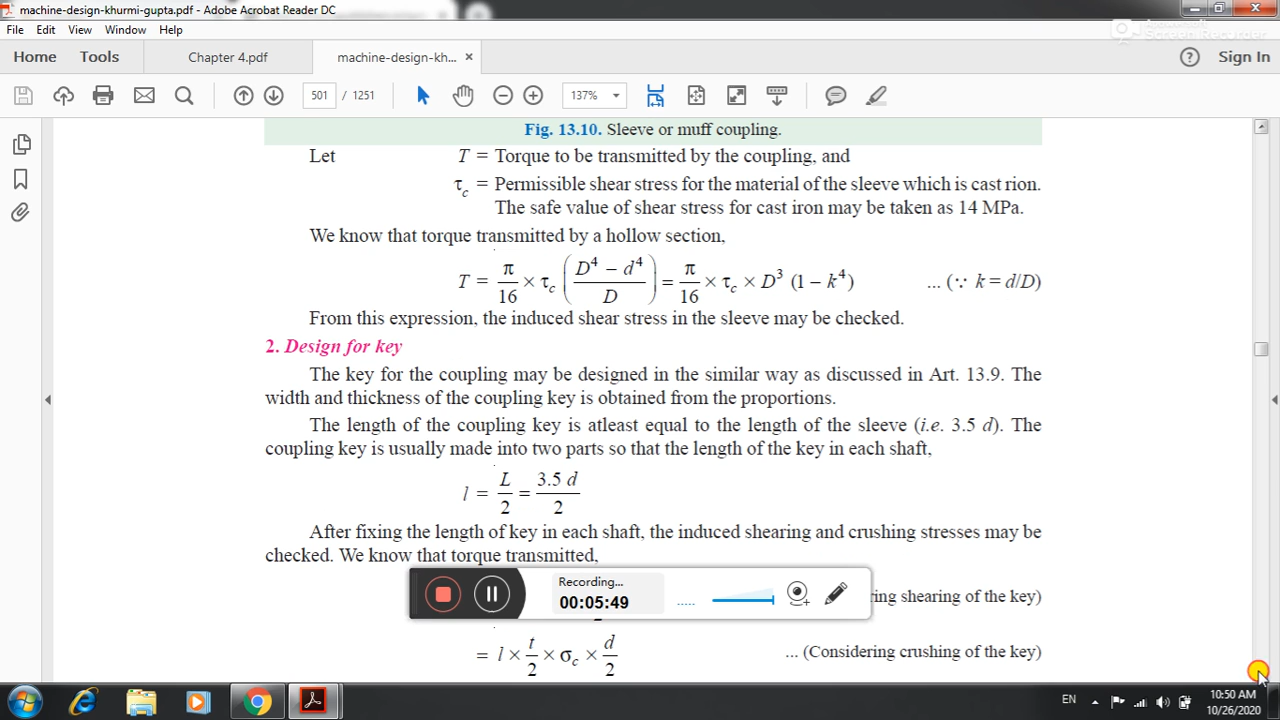 machine-design-khurmi-gupta.pdf - Adobe Acrobat Reader DC
File Edit View Window Help
Screen Recorder
Home Tools Chapter 4.pdf machine-design-kh... × Sign In
501 / 1251 137%
Fig. 13.10. Sleeve or muff coupling.
Let T = Torque to be transmitted by the coupling, and
τc = Permissible shear stress for the material of the sleeve which is cast rion.
The safe value of shear stress for cast iron may be taken as 14 MPa.
We know that torque transmitted by a hollow section,
T = π/16 × τc (D⁴ − d⁴ / D) = π/16 × τc × D³ (1 − k⁴) ... (∵ k = d/D)
From this expression, the induced shear stress in the sleeve may be checked.
2. Design for key
The key for the coupling may be designed in the similar way as discussed in Art. 13.9. The
width and thickness of the coupling key is obtained from the proportions.
The length of the coupling key is atleast equal to the length of the sleeve (i.e. 3.5 d). The
coupling key is usually made into two parts so that the length of the key in each shaft,
l = L/2 = 3.5 d/2
After fixing the length of key in each shaft, the induced shearing and crushing stresses may be
checked. We know that torque transmitted,
Recording...
00:05:49
ring shearing of the key)
= l × t/2 × σc × d/2 ... (Considering crushing of the key)
EN 10:50 AM
10/26/2020